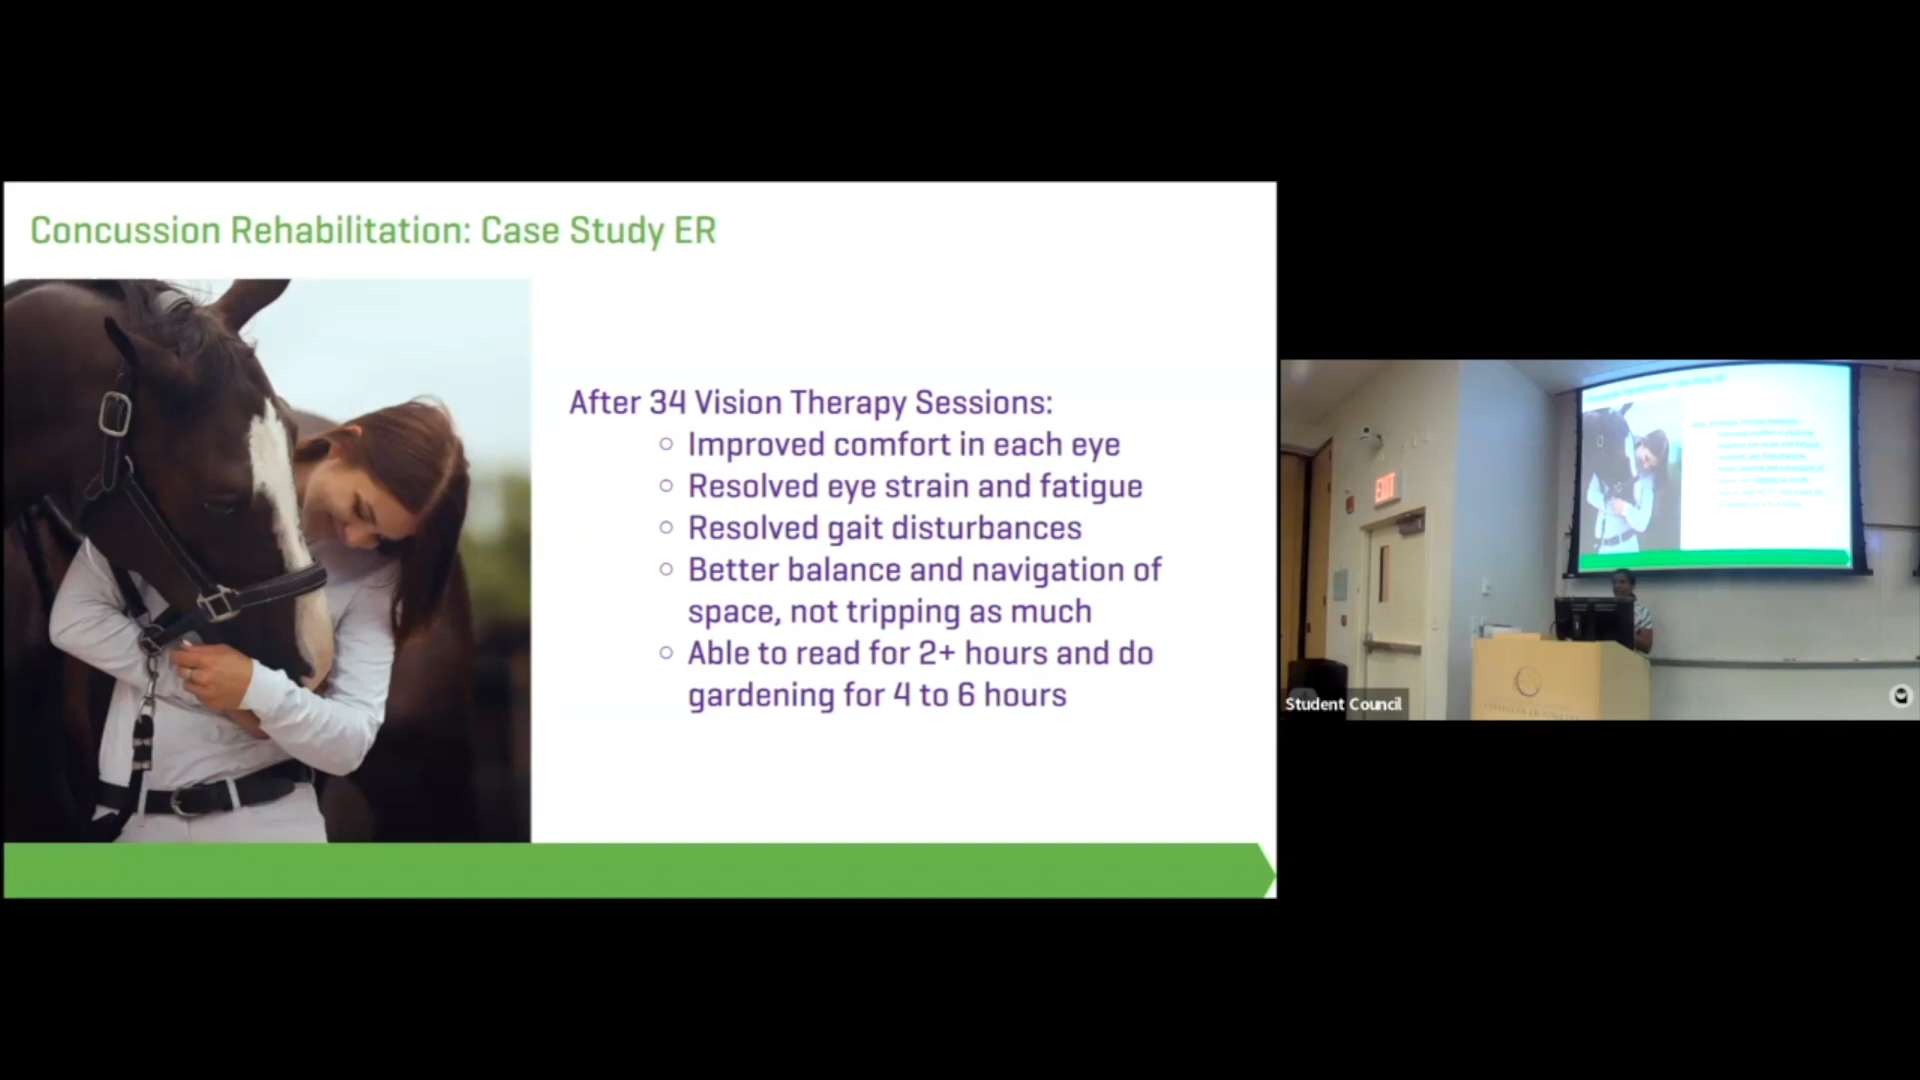 Concussion Rehabilitation: Case Study ER
After 34 Vision Therapy Sessions:
○ Improved comfort in each eye
○ Resolved eye strain and fatigue
○ Resolved gait disturbances
○ Better balance and navigation of
space, not tripping as much
○ Able to read for 2+ hours and do
gardening for 4 to 6 hours
EXIT
Student Council